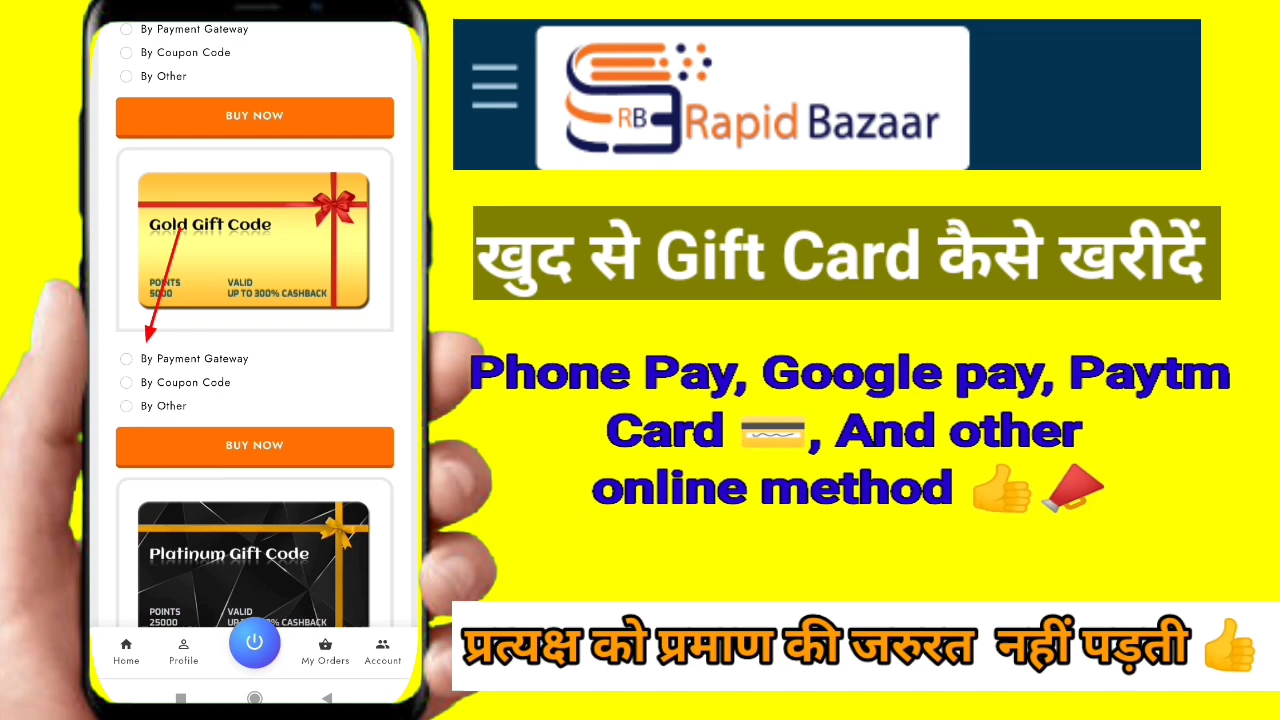 By Payment Gateway
By Coupon Code
By Other
BUY NOW
Gold Gift Code
POINTS VALID
5000 UP TO 300% CASHBACK
By Payment Gateway
By Coupon Code
By Other
BUY NOW
Platinum Gift Code
POINTS VALID
25000 CASHBACK
Home Profile My Orders Account
RB Rapid Bazaar
खुद से Gift Card कैसे खरीदें
Phone Pay, Google pay, Paytm
Card 💳, And other
online method 👍 📣
प्रत्यक्ष को प्रमाण की जरुरत नहीं पड़ती 👍